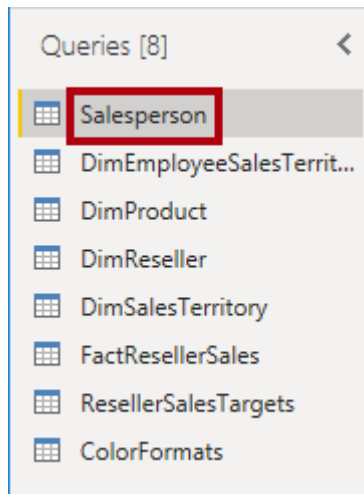 Queries [8]
Salesperson
DimEmployeeSalesTerrit...
DimProduct
DimReseller
DimSalesTerritory
FactResellerSales
ResellerSalesTargets
ColorFormats